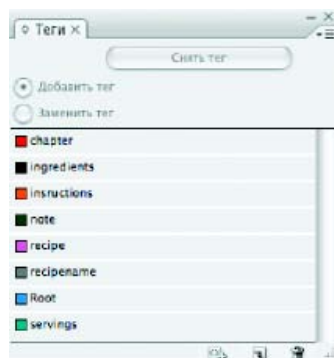 Теги ×
Снять тег
Добавить тег
Заменить тег
chapter
ingredients
insructions
note
recipe
recipename
Root
servings